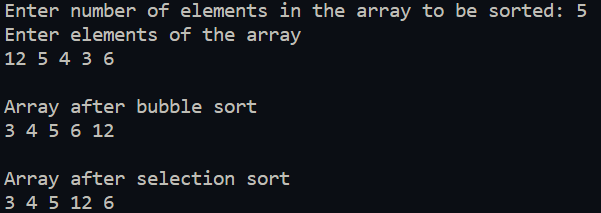 Enter number of elements in the array to be sorted: 5
Enter elements of the array
12 5 4 3 6
Array after bubble sort
3 4 5 6 12
Array after selection sort
3 4 5 12 6